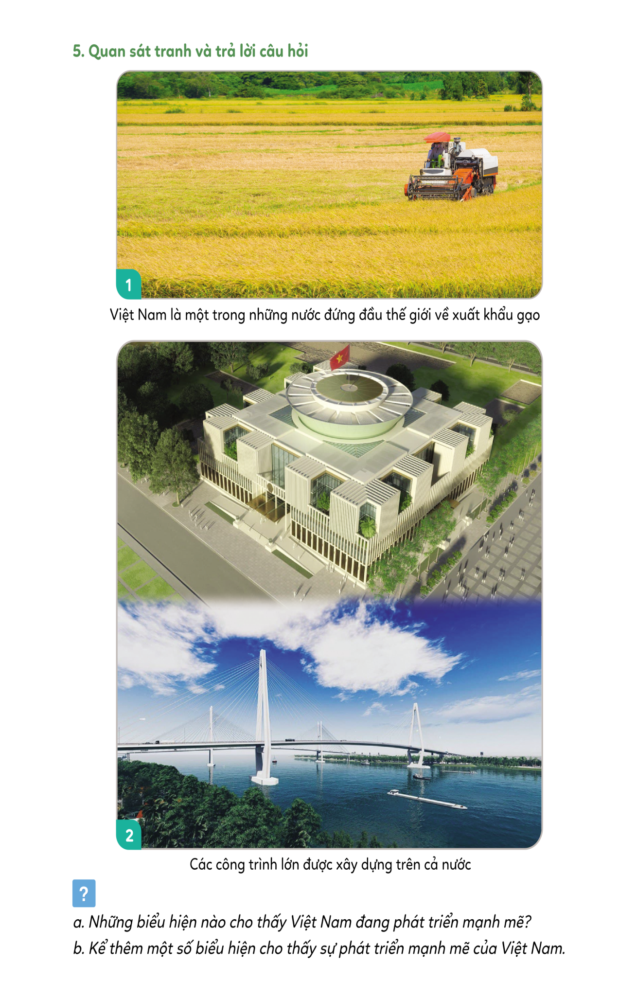 5. Quan sát tranh và trả lời câu hỏi
1
Việt Nam là một trong những nước đứng đầu thế giới về xuất khẩu gạo
2
Các công trình lớn được xây dựng trên cả nước
?
a. Những biểu hiện nào cho thấy Việt Nam đang phát triển mạnh mẽ?
b. Kể thêm một số biểu hiện cho thấy sự phát triển mạnh mẽ của Việt Nam.